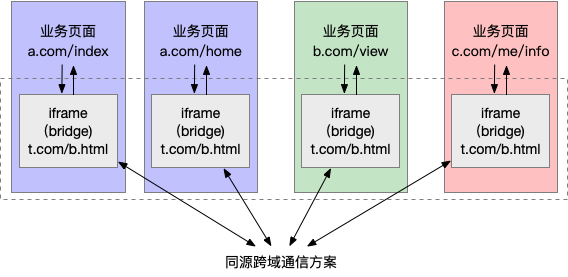 业务页面
a.com/index
业务页面
a.com/home
业务页面
b.com/view
业务页面
c.com/me/info
iframe
(bridge)
t.com/b.html
iframe
(bridge)
t.com/b.html
iframe
(bridge)
t.com/b.html
iframe
(bridge)
t.com/b.html
同源跨域通信方案